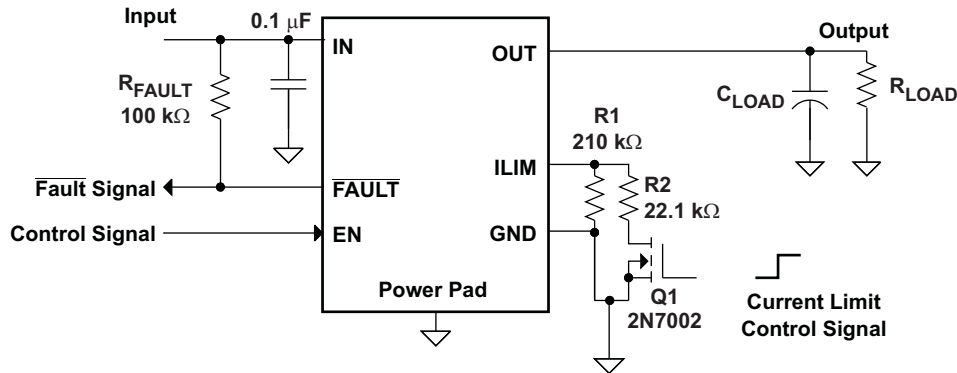 Input
0.1 μF
IN
OUT
Output
R_FAULT
100 kΩ
C_LOAD
R_LOAD
R1
210 kΩ
ILIM
Fault Signal
FAULT
R2
22.1 kΩ
Control Signal
EN
GND
Power Pad
Q1
2N7002
Current Limit
Control Signal